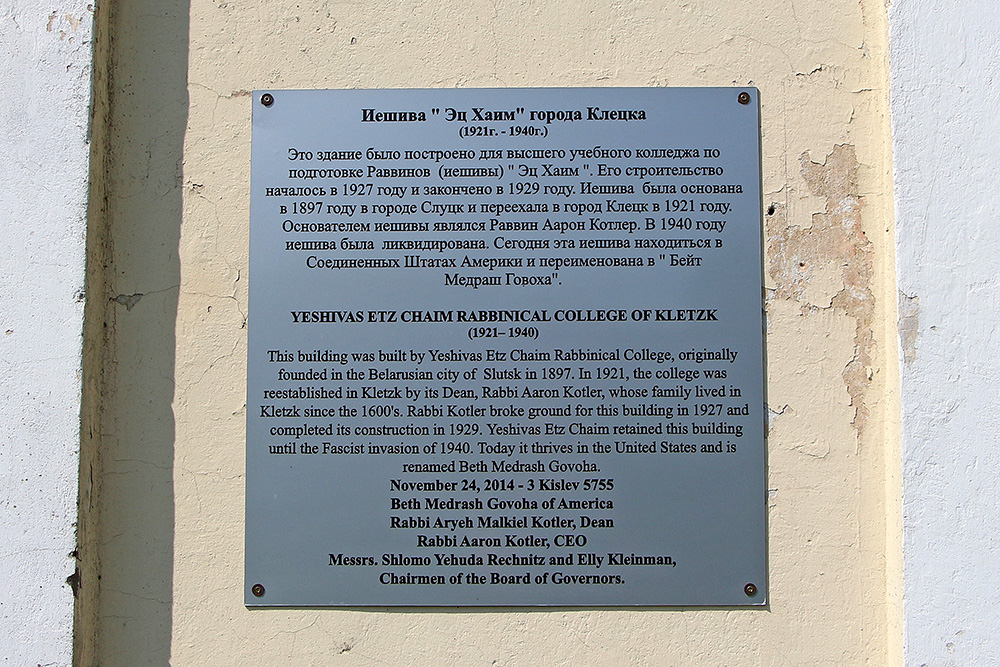 Иешива " Эц Хаим" города Клецка
(1921г. - 1940г.)
Это здание было построено для высшего учебного колледжа по
подготовке Раввинов (иешивы) " Эц Хаим ". Его строительство
началось в 1927 году и закончено в 1929 году. Иешива была основана
в 1897 году в городе Слуцк и переехала в город Клецк в 1921 году.
Основателем иешивы являлся Раввин Аарон Котлер. В 1940 году
иешива была ликвидирована. Сегодня эта иешива находиться в
Соединенных Штатах Америки и переименована в " Бейт
Медраш Говоха".
YESHIVAS ETZ CHAIM RABBINICAL COLLEGE OF KLETZK
(1921– 1940)
This building was built by Yeshivas Etz Chaim Rabbinical College, originally
founded in the Belarusian city of Slutsk in 1897. In 1921, the college was
reestablished in Kletzk by its Dean, Rabbi Aaron Kotler, whose family lived in
Kletzk since the 1600's. Rabbi Kotler broke ground for this building in 1927 and
completed its construction in 1929. Yeshivas Etz Chaim retained this building
until the Fascist invasion of 1940. Today it thrives in the United States and is
renamed Beth Medrash Govoha.
November 24, 2014 - 3 Kislev 5755
Beth Medrash Govoha of America
Rabbi Aryeh Malkiel Kotler, Dean
Rabbi Aaron Kotler, CEO
Messrs. Shlomo Yehuda Rechnitz and Elly Kleinman,
Chairmen of the Board of Governors.